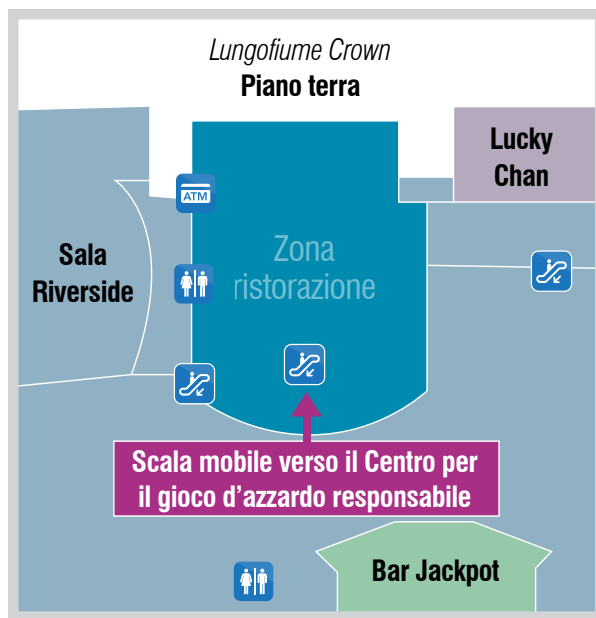 Lungofiume Crown
Piano terra
Lucky
Chan
ATM
Zona
ristorazione
Sala
Riverside
Scala mobile verso il Centro per
il gioco d’azzardo responsabile
Bar Jackpot